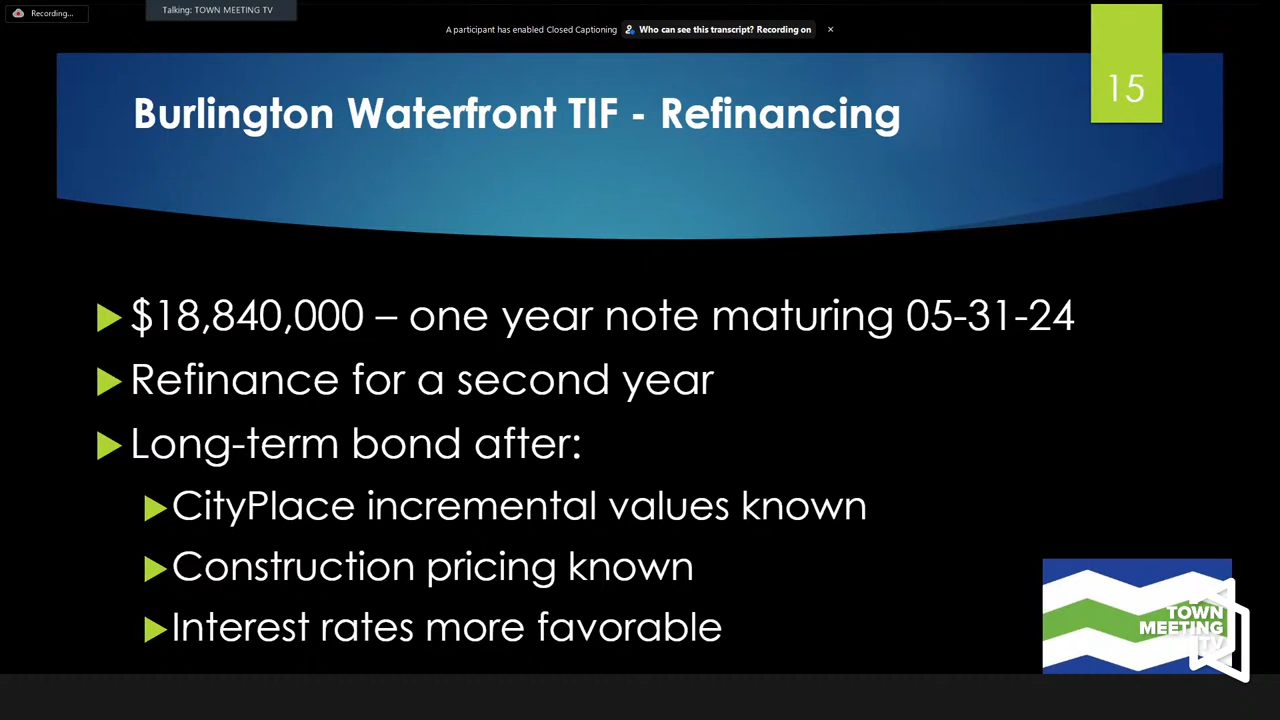 Recording...
Talking: TOWN MEETING TV
A participant has enabled Closed Captioning
Who can see this transcript? Recording on
15
Burlington Waterfront TIF - Refinancing
$18,840,000 – one year note maturing 05-31-24
Refinance for a second year
Long-term bond after:
CityPlace incremental values known
Construction pricing known
Interest rates more favorable
TOWN
MEETING
TV